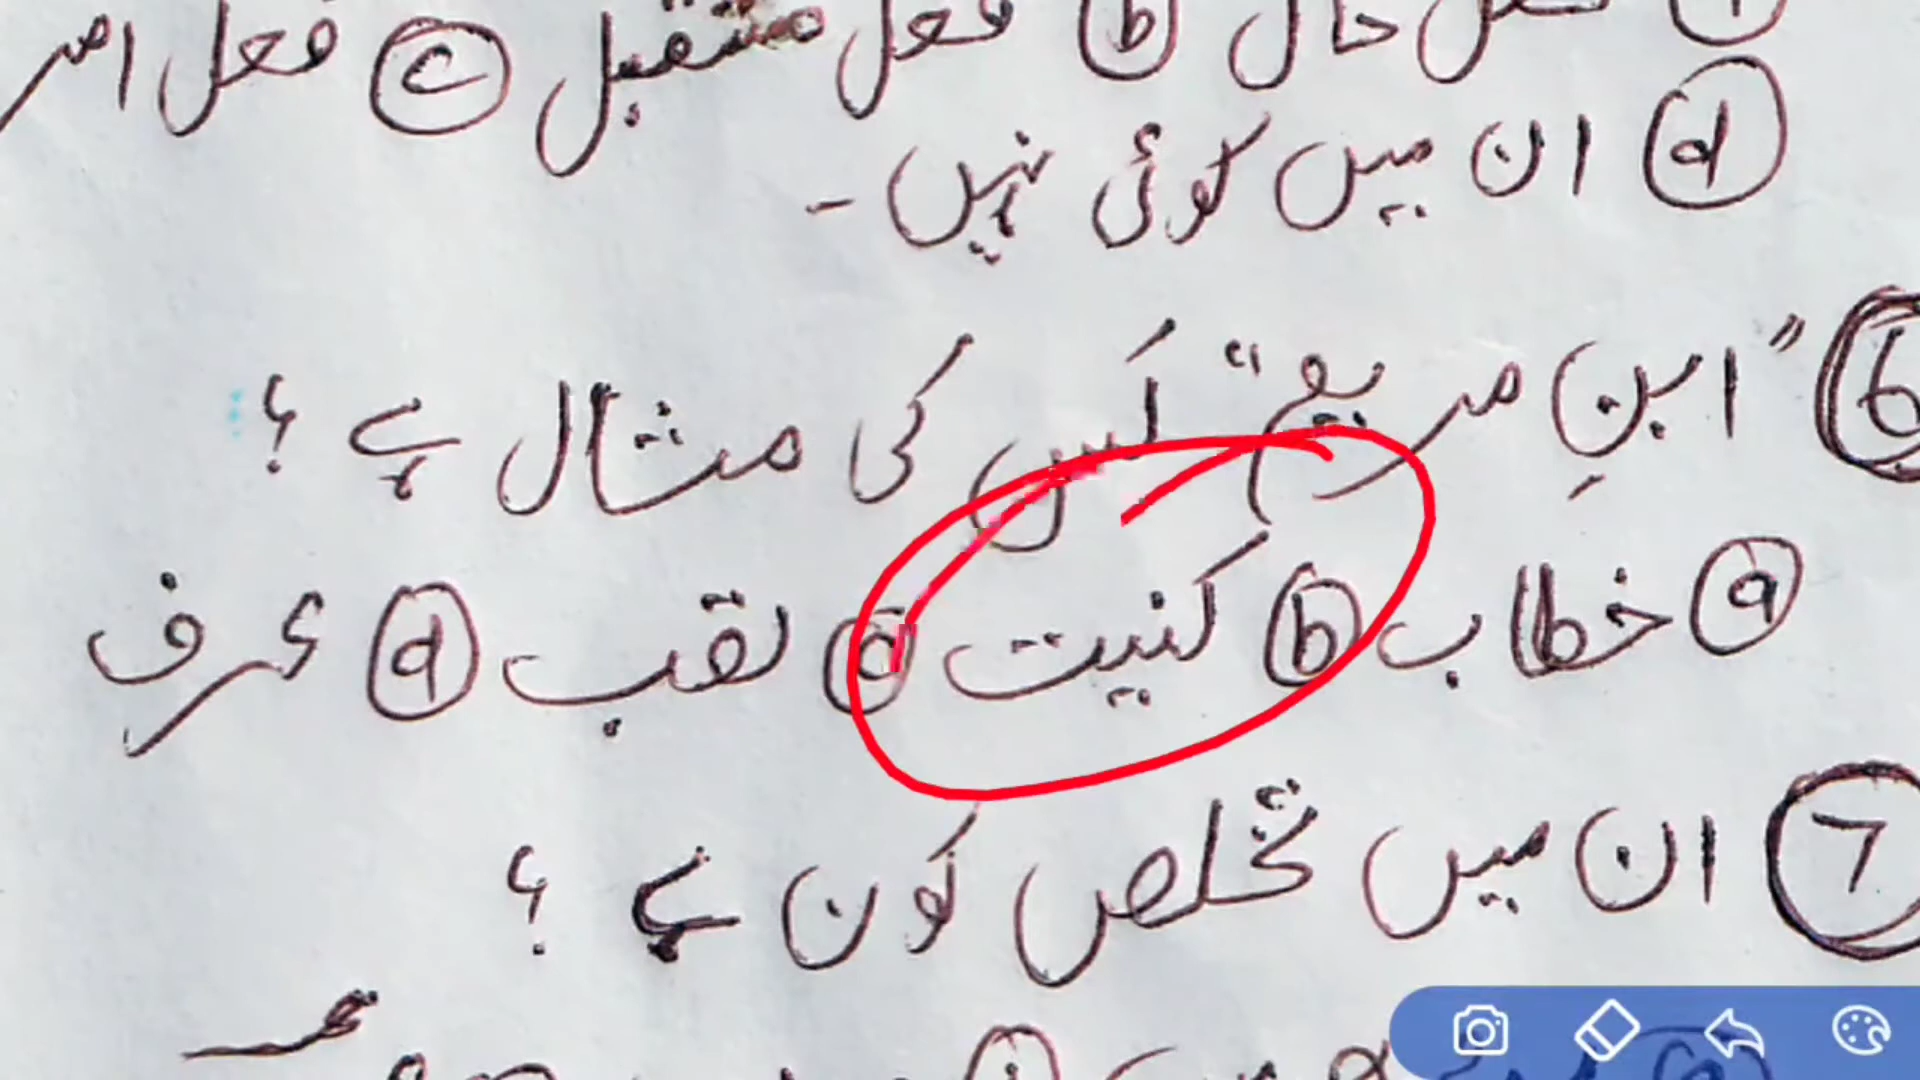 فعل حال ⓑ فعل مستقبل ⓒ فعل امر
ⓓ ان میں کوئی نہیں -
⑥ "ابنِ مریم" کس کی مثال ہے ؟
ⓐ خطاب ⓑ کنیت ⓒ لقب ⓓ عرف
⑦ ان میں تخلص کون ہے ؟